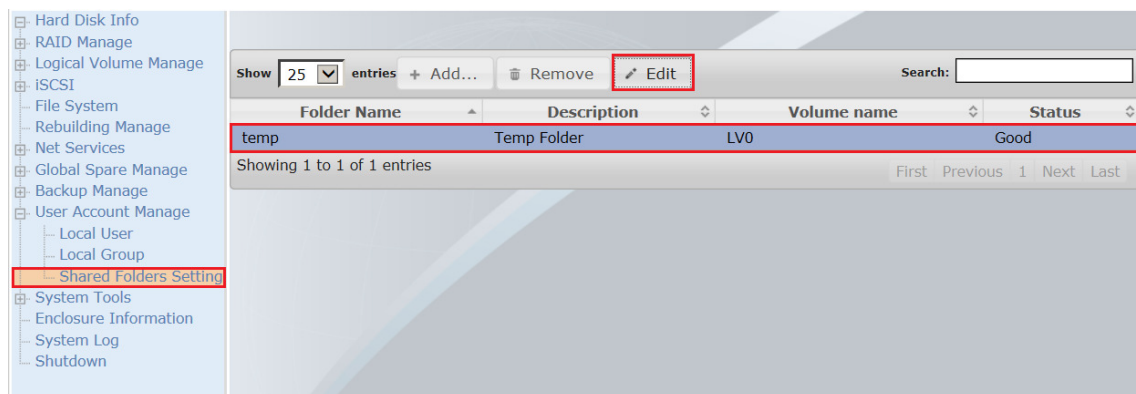 Hard Disk Info
RAID Manage
Logical Volume Manage
iSCSI
File System
Rebuilding Manage
Net Services
Global Spare Manage
Backup Manage
User Account Manage
Local User
Local Group
Shared Folders Setting
System Tools
Enclosure Information
System Log
Shutdown
Show 25 entries + Add... Remove Edit Search:
Folder Name Description Volume name Status
temp Temp Folder LV0 Good
Showing 1 to 1 of 1 entries First Previous 1 Next Last